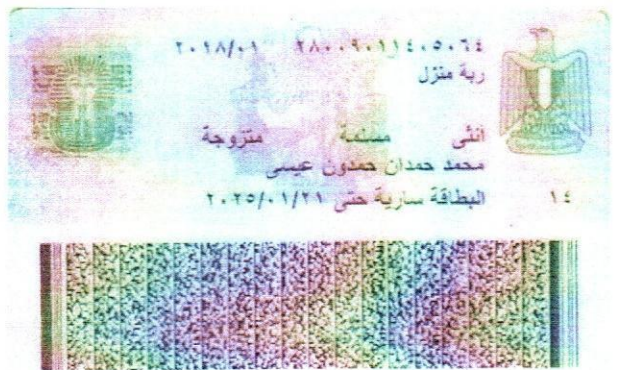 ٢٨٠٠٩٠١١٤٠٥٠٦٤ ٢٠١٨/٠١
ربة منزل
أنثى مسلمة متزوجة
محمد حمدان حمدون عيسى
البطاقة سارية حتى ٢٠٢٥/٠١/٢١
١٤